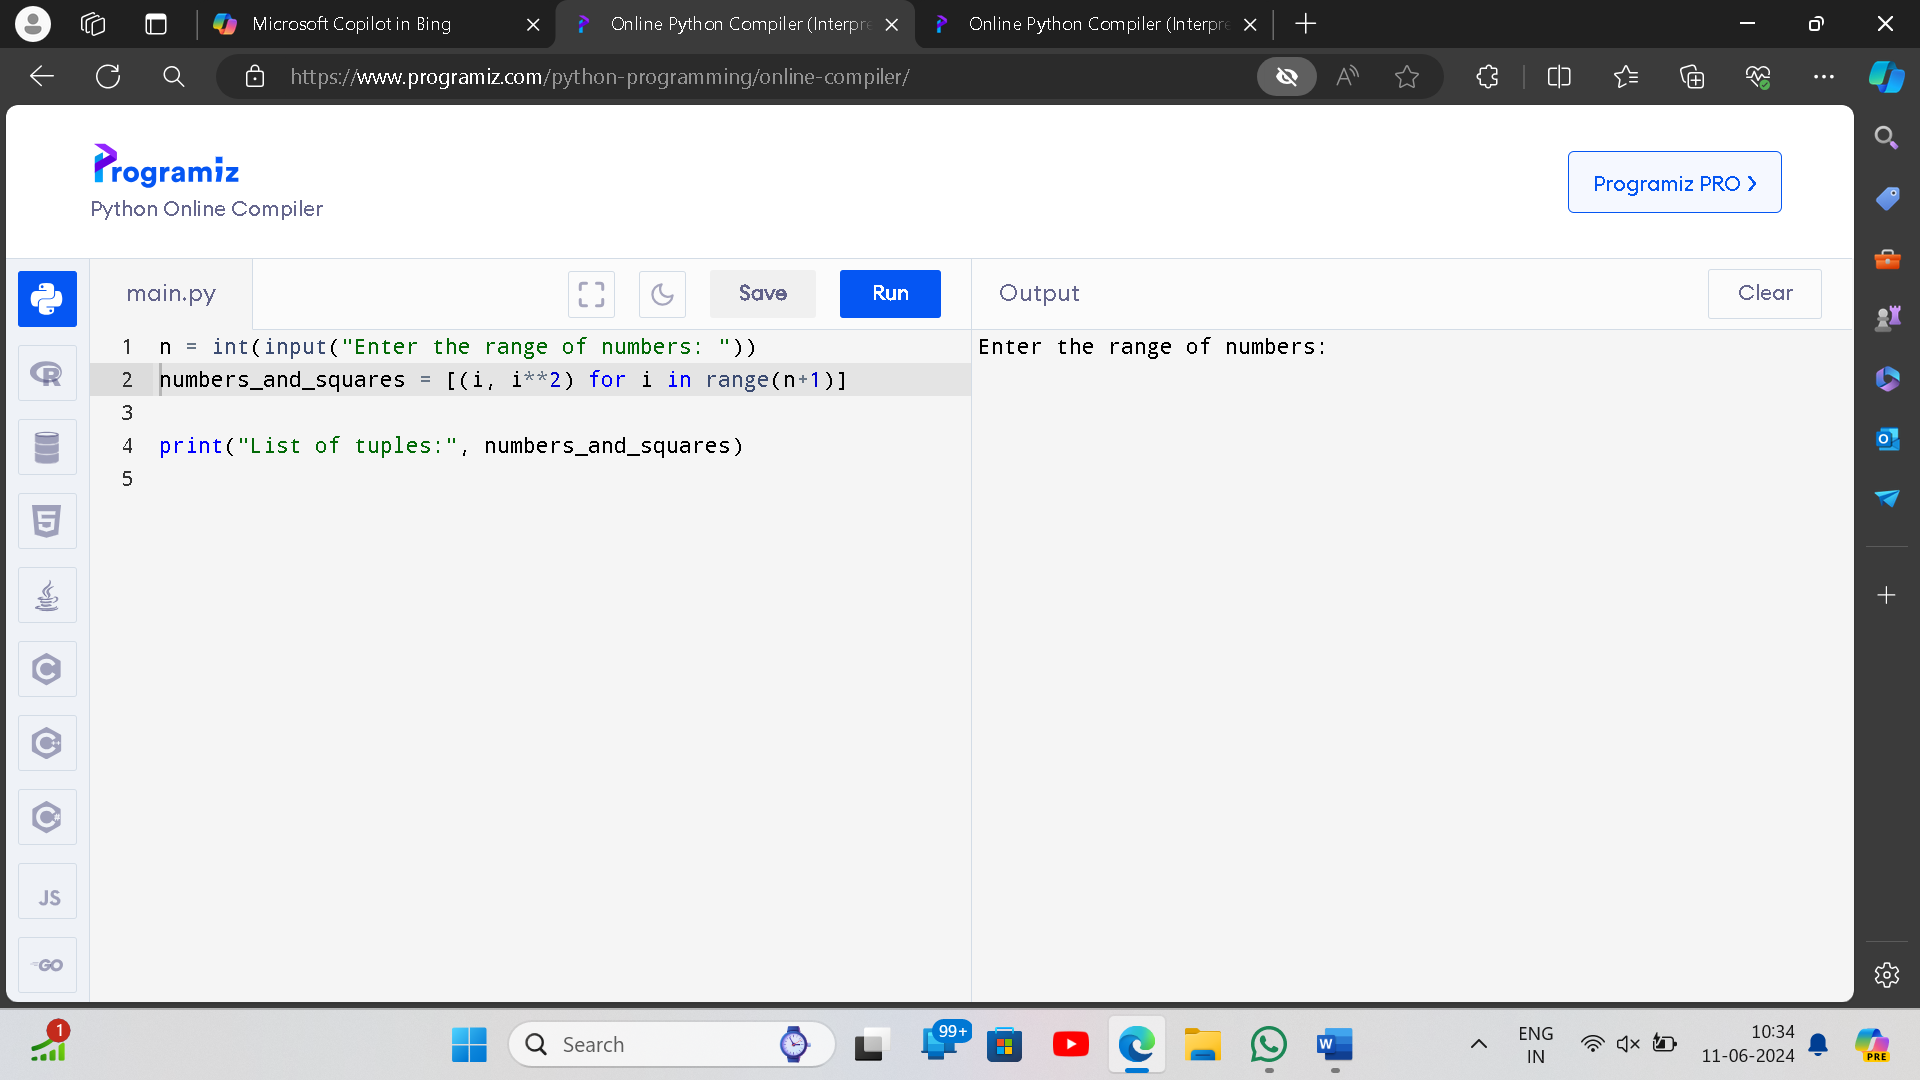 Microsoft Copilot in Bing
Online Python Compiler (Interpre
Online Python Compiler (Interpre
https://www.programiz.com/python-programming/online-compiler/
Programiz
Python Online Compiler
Programiz PRO
main.py
Save
Run
Output
Clear
1 n = int(input("Enter the range of numbers: "))
2 numbers_and_squares = [(i, i**2) for i in range(n+1)]
3
4 print("List of tuples:", numbers_and_squares)
5
Enter the range of numbers:
JS
GO
1
Search
99+
ENG
IN
10:34
11-06-2024
PRE